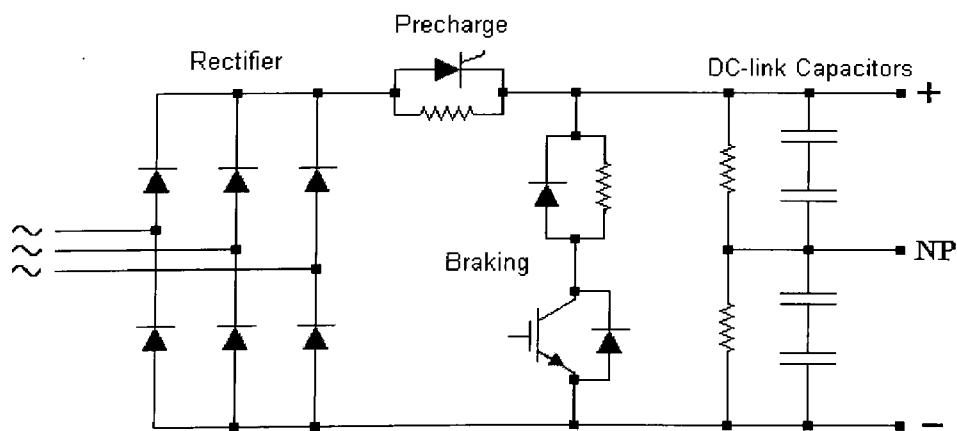 Precharge
Rectifier
DC-link Capacitors
+
Braking
NP
-